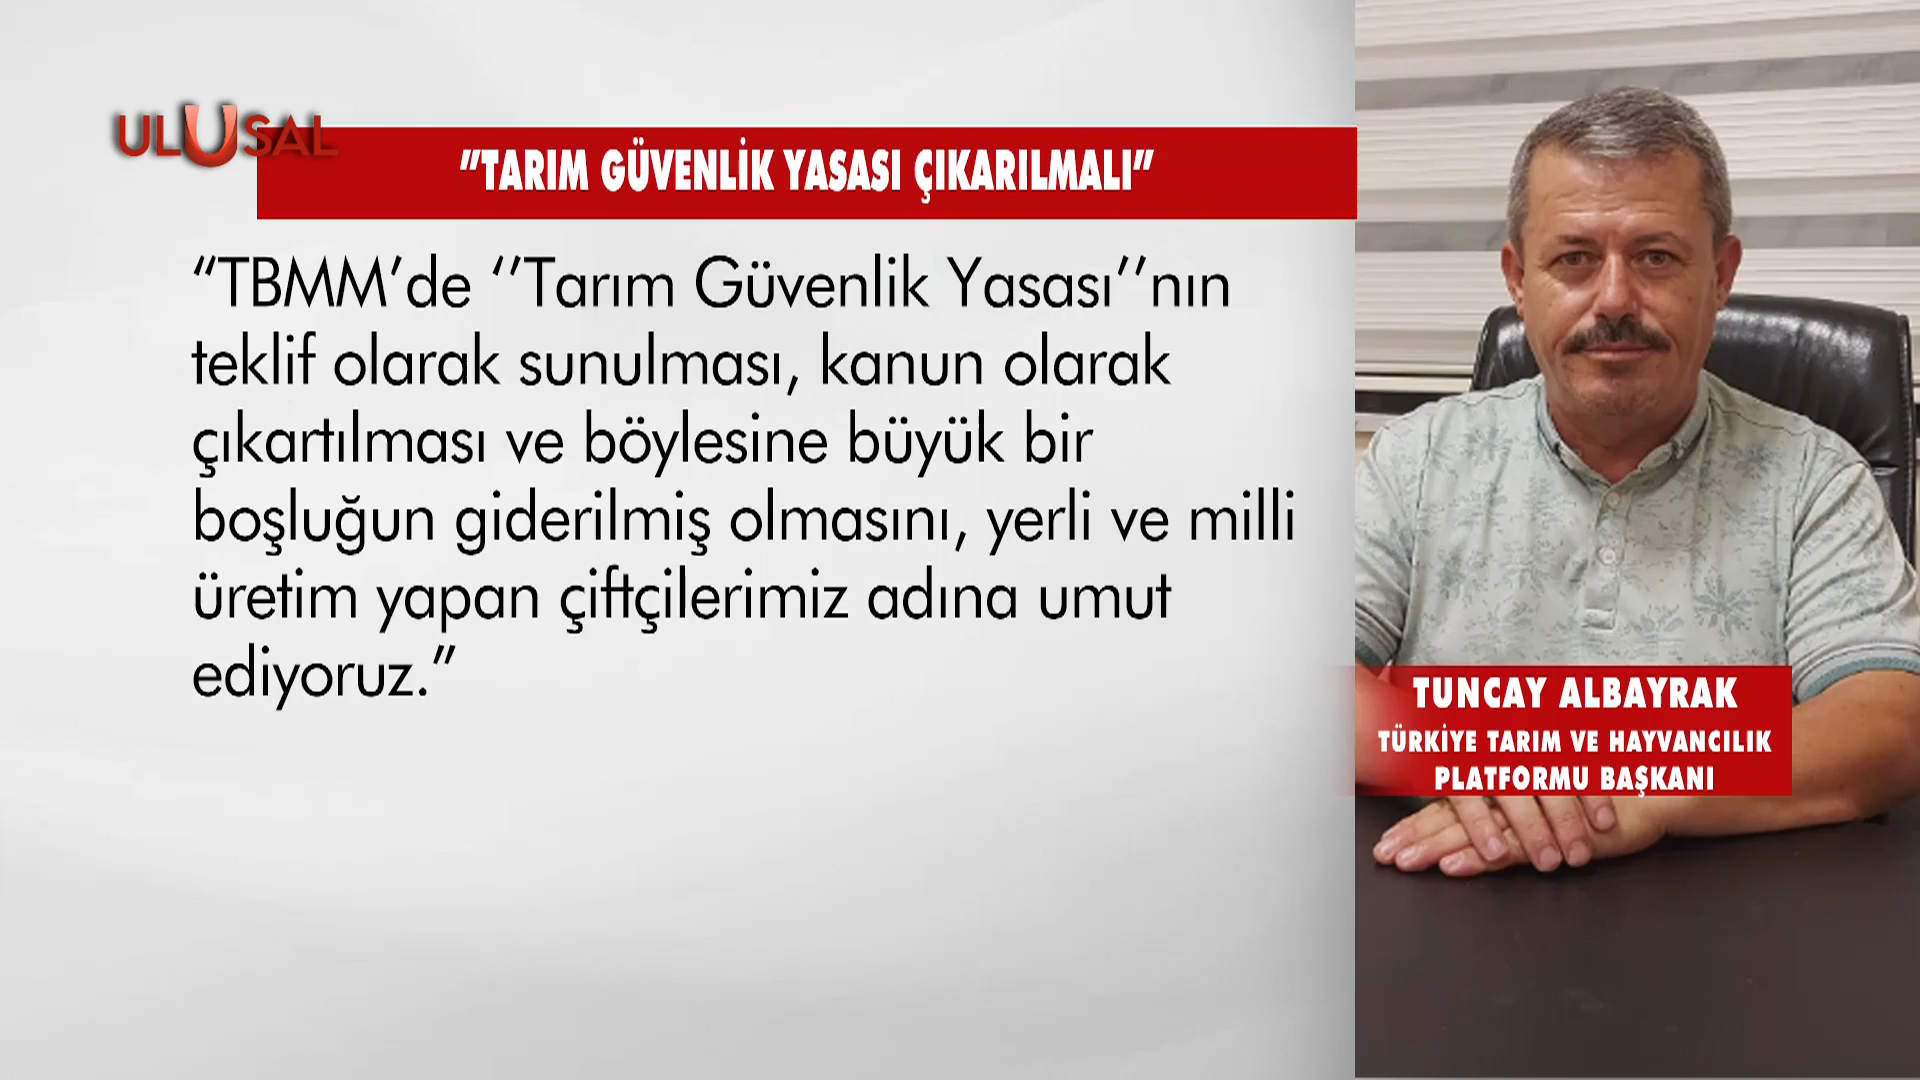 ULUSAL
”TARIM GÜVENLİK YASASI ÇIKARILMALI”
“TBMM’de ‘’Tarım Güvenlik Yasası’’nın
teklif olarak sunulması, kanun olarak
çıkartılması ve böylesine büyük bir
boşluğun giderilmiş olmasını, yerli ve milli
üretim yapan çiftçilerimiz adına umut
ediyoruz.”
TUNCAY ALBAYRAK
TÜRKİYE TARIM VE HAYVANCILIK
PLATFORMU BAŞKANI